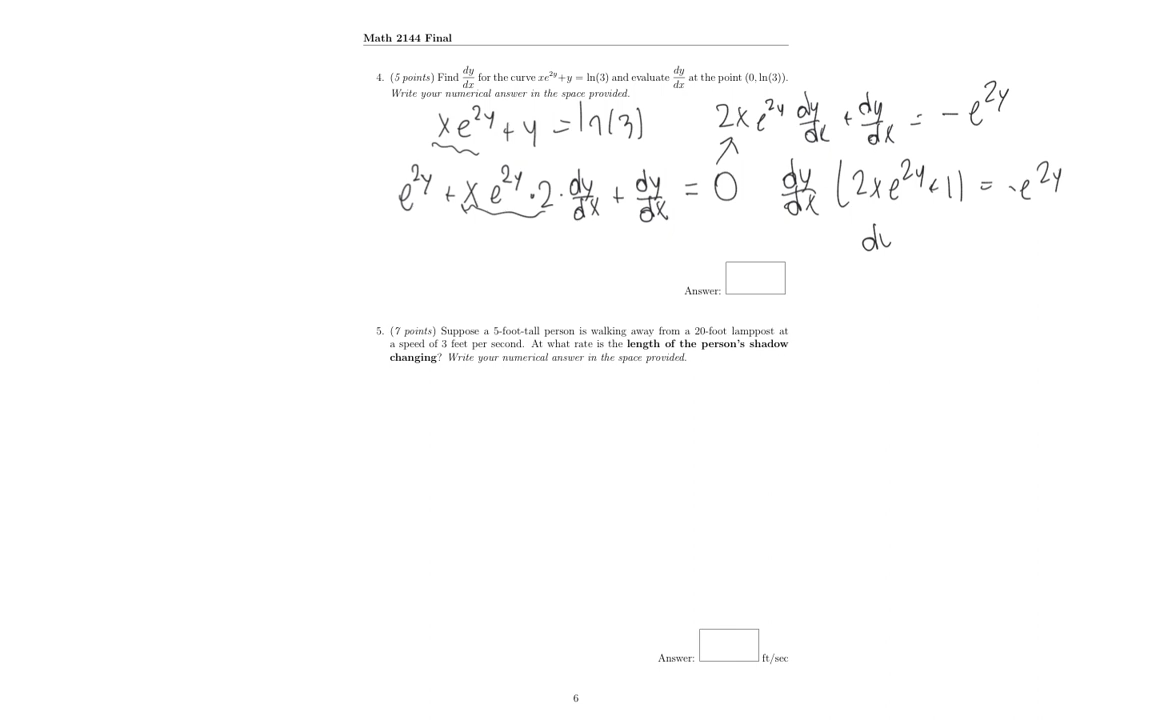 Math 2144 Final
4. (5 points) Find dy/dx for the curve xe^{2y}+y = ln(3) and evaluate dy/dx at the point (0, ln(3)).
Write your numerical answer in the space provided.
xe^{2y} + y = ln(3)
e^{2y} + xe^{2y} · 2 · dy/dx + dy/dx = 0
2xe^{2y} dy/dx + dy/dx = -e^{2y}
dy/dx (2xe^{2y}+1) = -e^{2y}
Answer:
5. (7 points) Suppose a 5-foot-tall person is walking away from a 20-foot lamppost at
a speed of 3 feet per second. At what rate is the length of the person's shadow
changing? Write your numerical answer in the space provided.
Answer: ft/sec
6